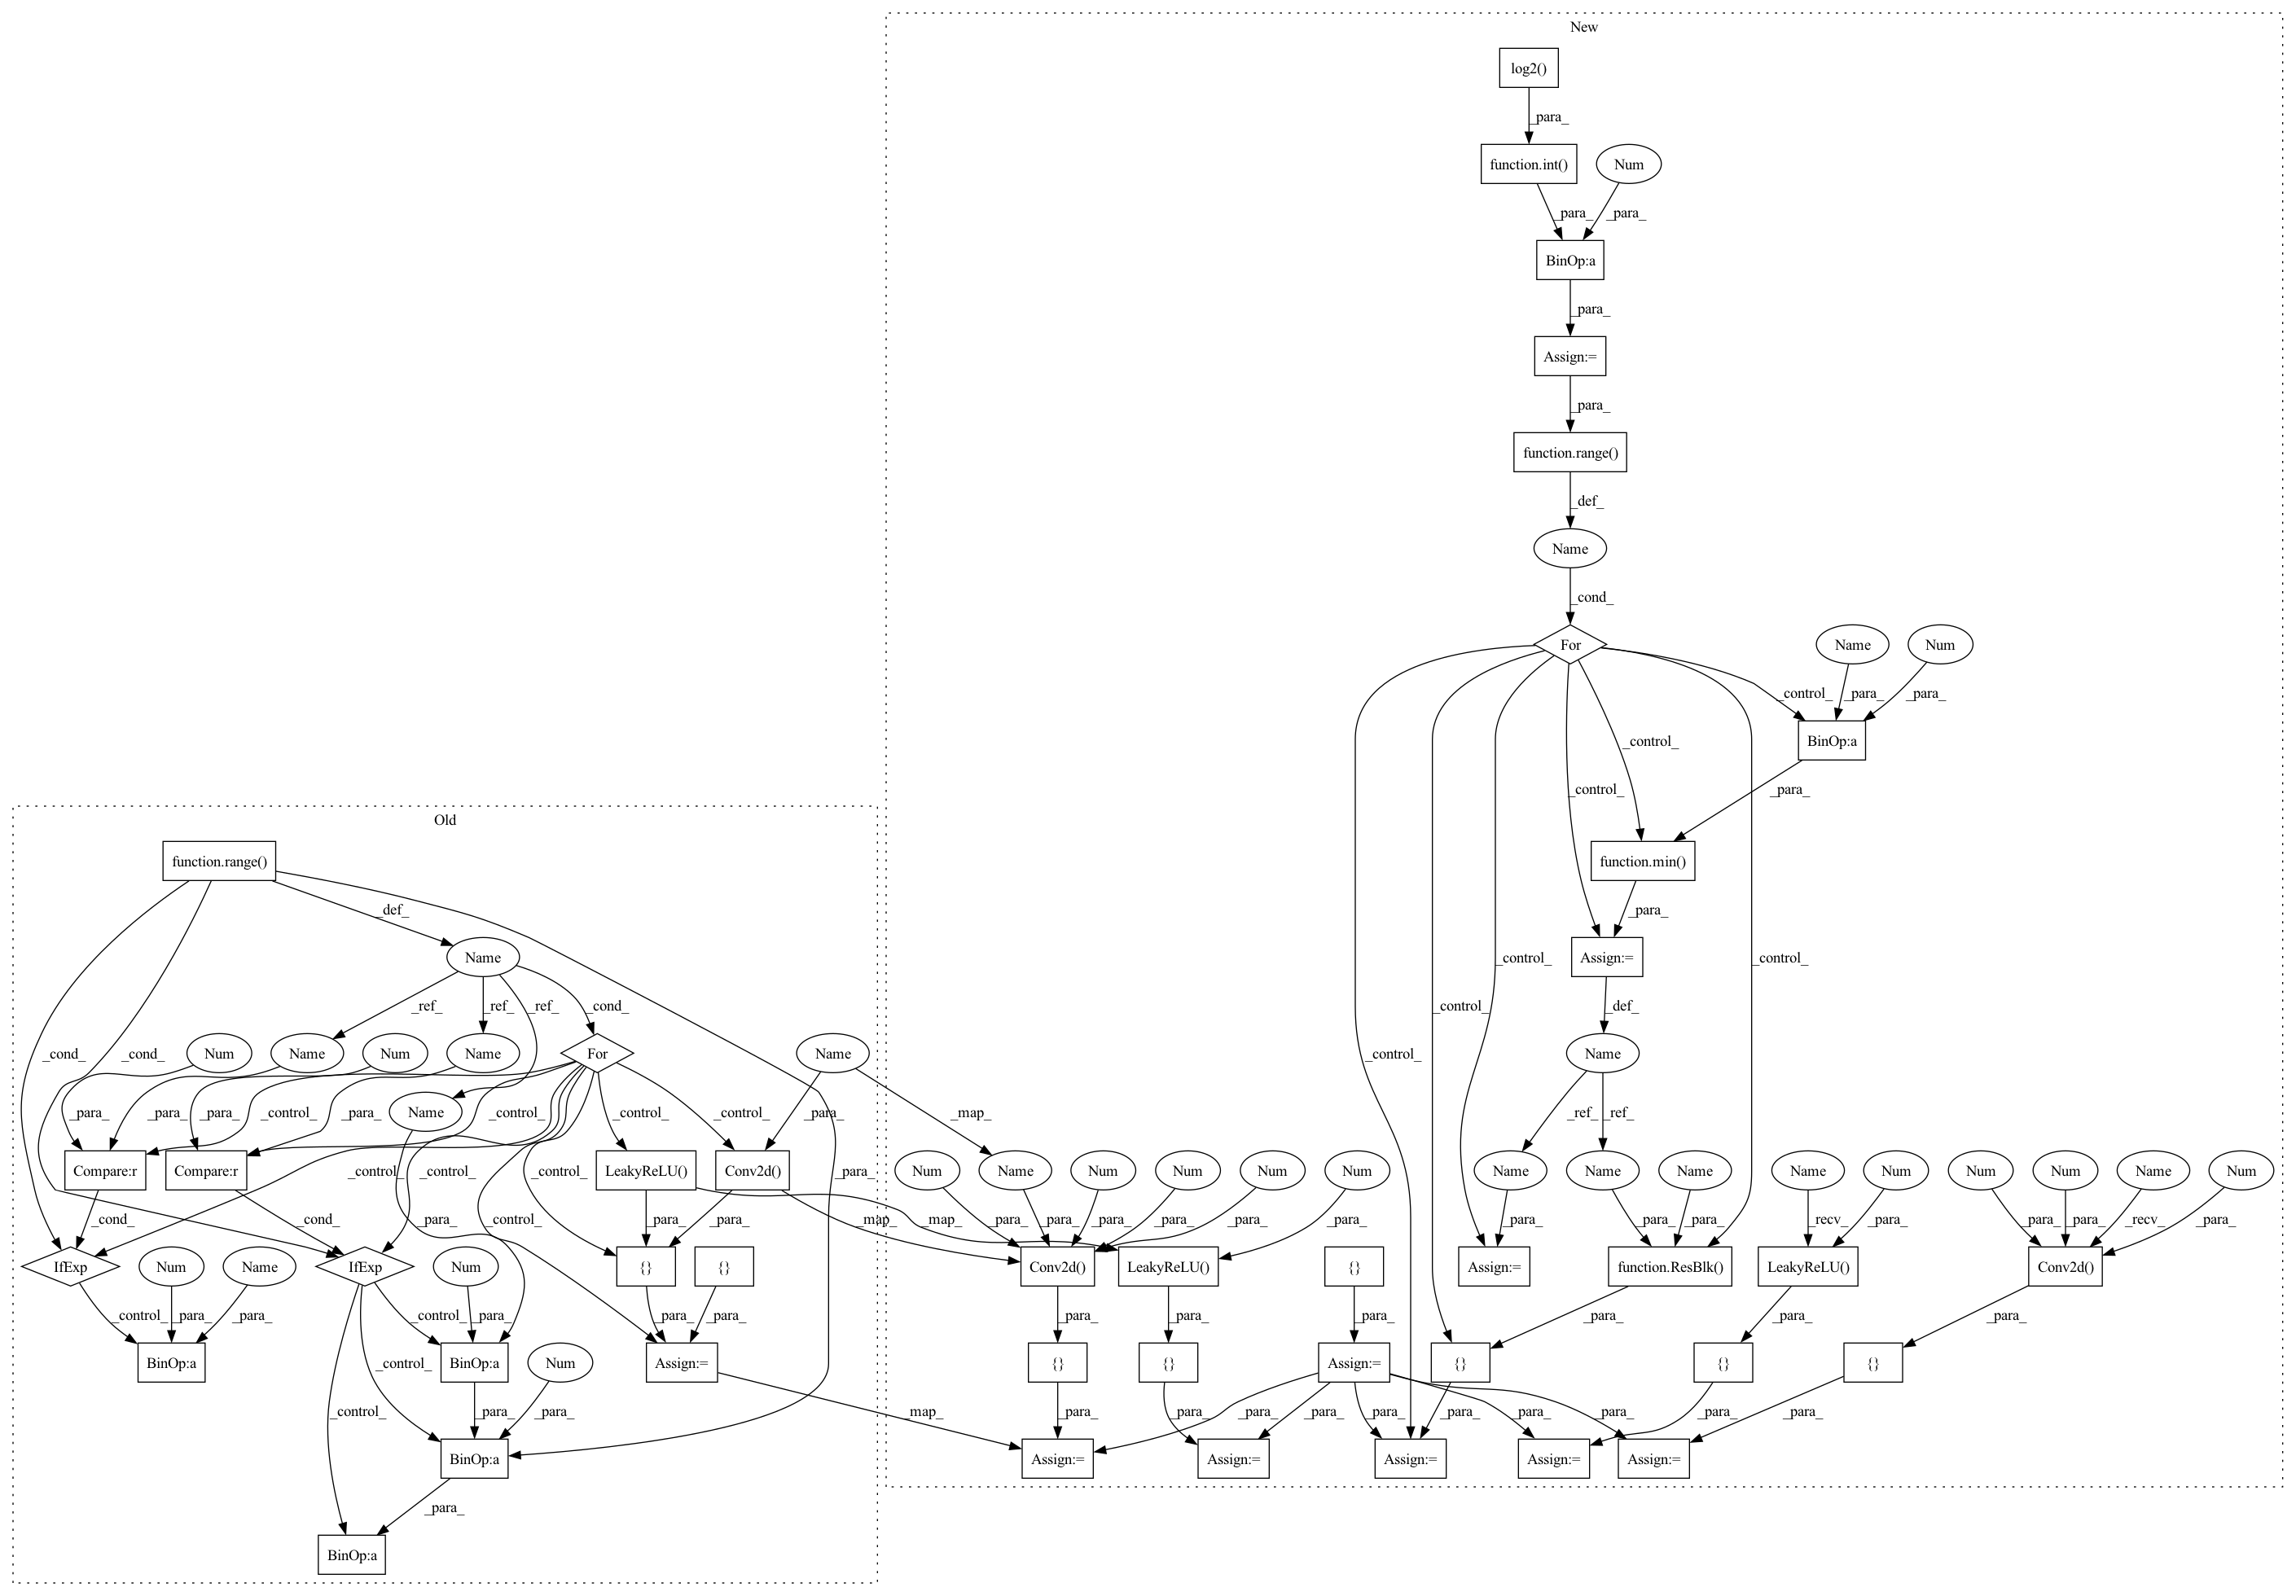 New
log2()
_para_
function.int()
Num
_para_
_para_
BinOp:a
_para_
Assign:=
_para_
function.range()
_def_
Name
_cond_
For
Name
Num
_control_
_para_
_para_
BinOp:a
_control_
_control_
_para_
function.min()
_para_
Assign:=
_control_
_control_
_control_
_control_
_def_
Name
_ref_
_ref_
_map_
Num
Name
Num
Num
Num
Num
Name
Name
Name
Name
Num
Num
Num
Name
Num
_para_
_para_
_para_
_para_
_para_
_para_
_para_
_para_
_para_
_recv_
_para_
_para_
_para_
_recv_
_para_
_map_
_map_
Conv2d()
LeakyReLU()
{}
Assign:=
function.ResBlk()
LeakyReLU()
Conv2d()
_para_
_para_
_para_
_para_
_para_
_para_
{}
{}
Assign:=
{}
{}
{}
_para_
_para_
_para_
_para_
_para_
_para_
_para_
_para_
_para_
_para_
_map_
Assign:=
Assign:=
Assign:=
Assign:=
Assign:=
Old
function.range()
_def_
Name
_cond_
_cond_
_ref_
_ref_
_ref_
_cond_
Num
Name
Num
Name
For
Name
Name
_para_
_para_
_para_
_control_
_para_
_control_
_control_
_control_
_para_
Compare:r
Compare:r
LeakyReLU()
Conv2d()
_control_
_control_
_control_
_para_
_cond_
_cond_
_para_
_control_
_para_
_para_
IfExp
Num
Name
IfExp
Num
{}
{}
_control_
_para_
_para_
_control_
_para_
_para_
_para_
BinOp:a
BinOp:a
Num
Assign:=
_control_
_control_
_para_
_para_
BinOp:a
_para_
BinOp:a